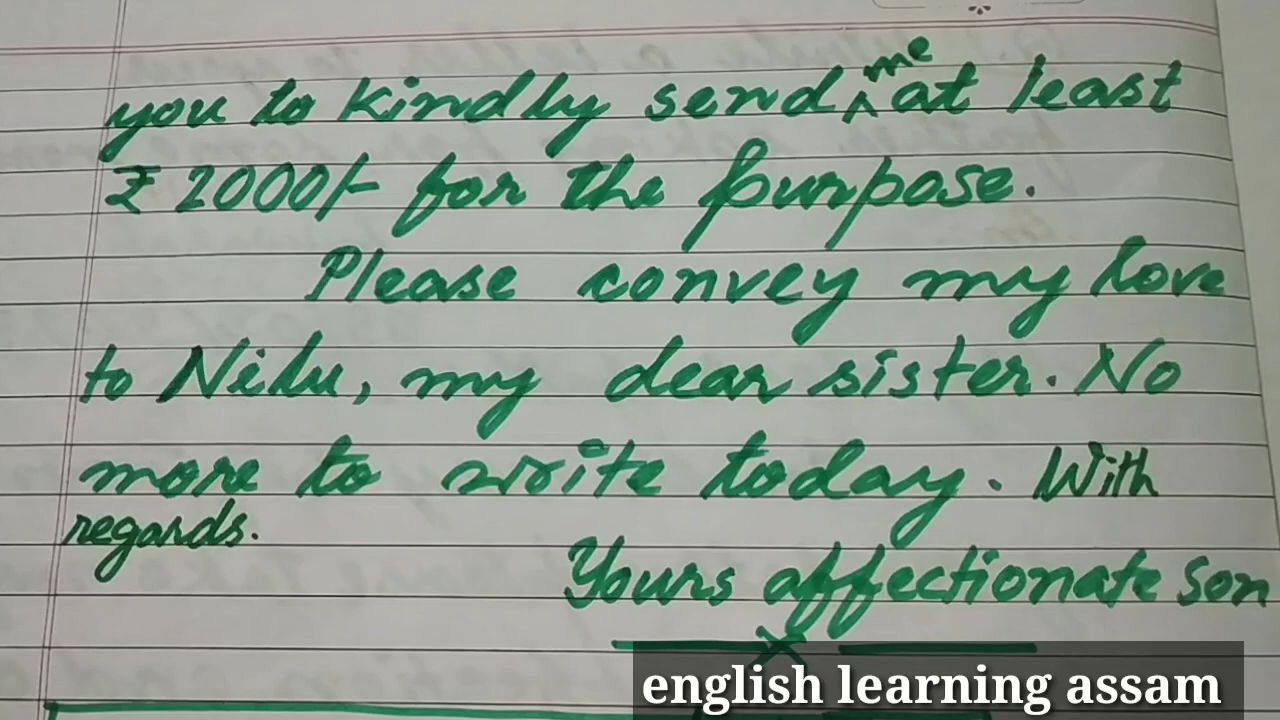 you to kindly send me at least
₹ 2000/- for the purpose.
Please convey my love
to Nilu, my dear sister. No
more to write today. With
regards.
Yours affectionate son
X
english learning assam